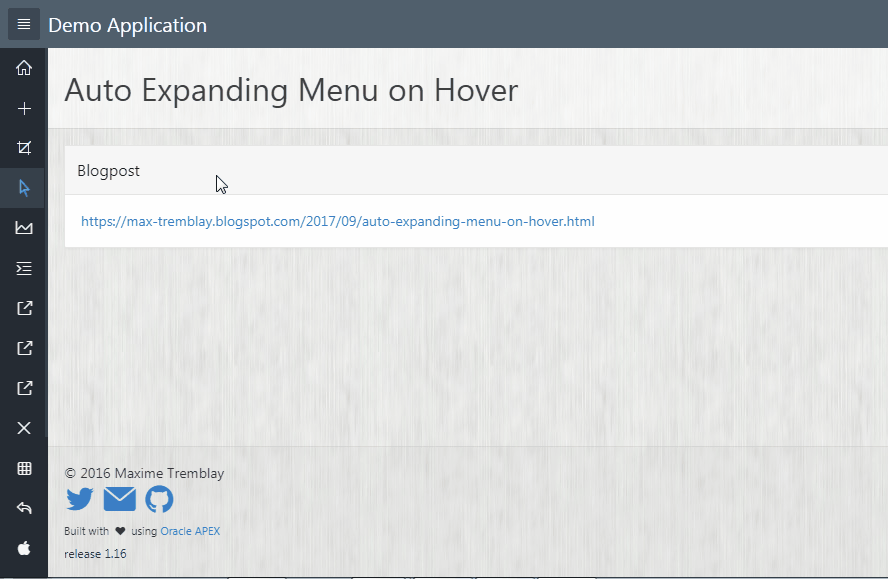 Demo Application
Auto Expanding Menu on Hover
Blogpost
https://max-tremblay.blogspot.com/2017/09/auto-expanding-menu-on-hover.html
© 2016 Maxime Tremblay
Built with ♥ using Oracle APEX
release 1.16